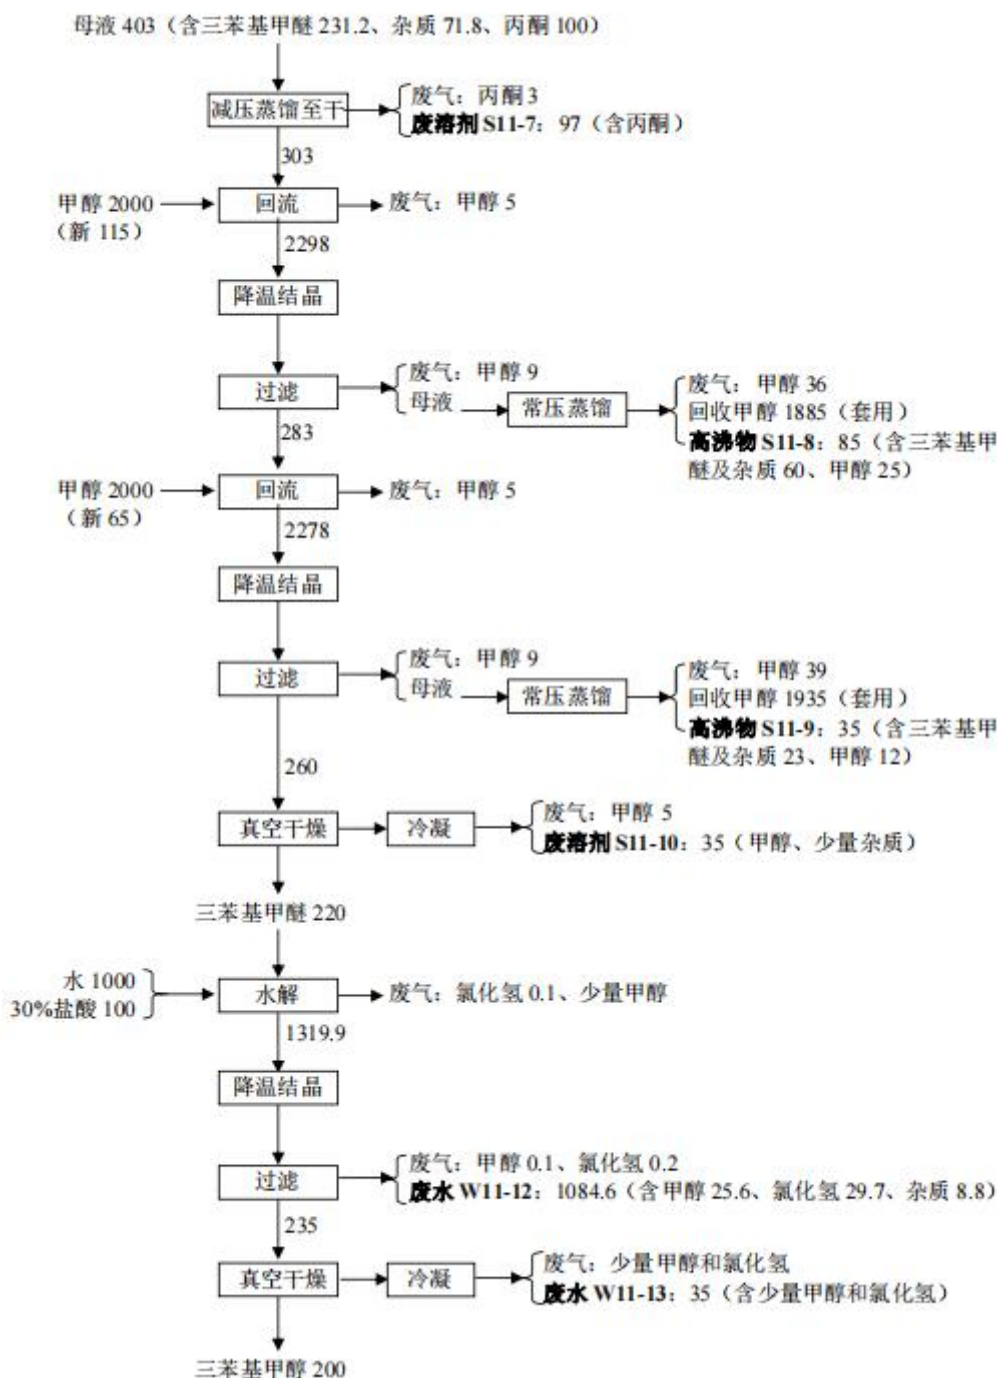 母液 403（含三苯基甲醚 231.2、杂质 71.8、丙酮 100）
减压蒸馏至干
废气：丙酮 3
废溶剂 S11-7：97（含丙酮）
303
甲醇 2000
（新 115）
回流
废气：甲醇 5
2298
降温结晶
过滤
废气：甲醇 9
母液
常压蒸馏
废气：甲醇 36
回收甲醇 1885（套用）
高沸物 S11-8：85（含三苯基甲
醚及杂质 60、甲醇 25）
283
甲醇 2000
（新 65）
回流
废气：甲醇 5
2278
降温结晶
过滤
废气：甲醇 9
母液
常压蒸馏
废气：甲醇 39
回收甲醇 1935（套用）
高沸物 S11-9：35（含三苯基甲
醚及杂质 23、甲醇 12）
260
真空干燥
冷凝
废气：甲醇 5
废溶剂 S11-10：35（甲醇、少量杂质）
三苯基甲醚 220
水 1000
30%盐酸 100
水解
废气：氯化氢 0.1、少量甲醇
1319.9
降温结晶
过滤
废气：甲醇 0.1、氯化氢 0.2
废水 W11-12：1084.6（含甲醇 25.6、氯化氢 29.7、杂质 8.8）
235
真空干燥
冷凝
废气：少量甲醇和氯化氢
废水 W11-13：35（含少量甲醇和氯化氢）
三苯基甲醇 200